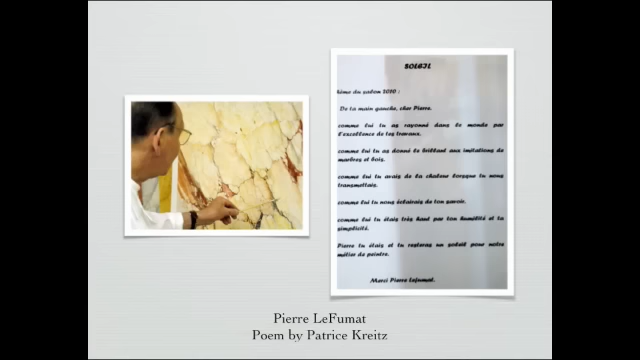 SOLEIL
thème du salon 2020 :
De ta main gauche, cher Pierre.
comme lui tu as rayonné dans le monde par
l'excellence de tes travaux.
comme lui tu as donné le brillant aux imitations de
marbres et bois.
comme lui tu avais de la chaleur lorsque tu nous
transmettais.
comme lui tu nous éclairais de ton savoir.
comme lui tu étais très haut par ton humilité et ta
simplicité.
Pierre tu étais et tu resteras un soleil pour notre
métier de peintre.
Merci Pierre Lefumat.
Pierre LeFumat
Poem by Patrice Kreitz